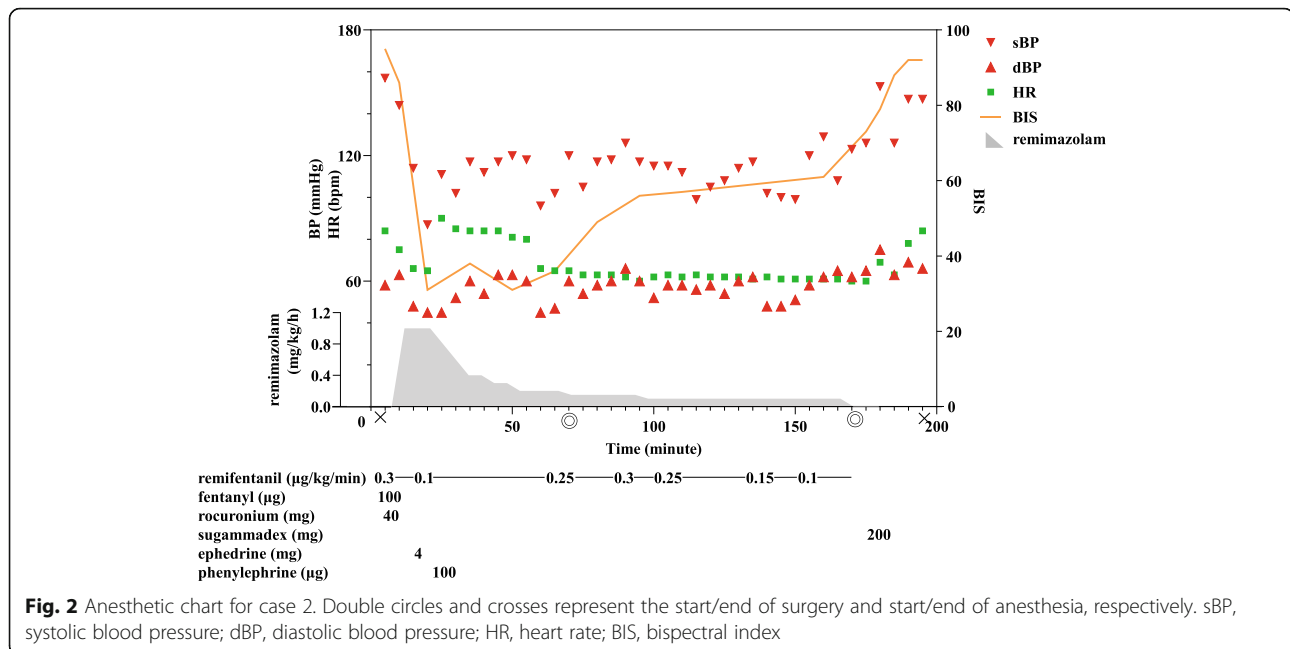 180
120
60
BP (mmHg)
HR (bpm)
1.2
0.8
0.4
0.0
remimazolam
(mg/kg/h)
100
80
60
40
20
0
BIS
sBP
dBP
HR
BIS
remimazolam
0 50 100 150 200
Time (minute)
remifentanil (μg/kg/min) 0.3 0.1 0.25 0.3 0.25 0.15 0.1
fentanyl (μg) 100
rocuronium (mg) 40
sugammadex (mg) 200
ephedrine (mg) 4
phenylephrine (μg) 100
Fig. 2 Anesthetic chart for case 2. Double circles and crosses represent the start/end of surgery and start/end of anesthesia, respectively. sBP,
systolic blood pressure; dBP, diastolic blood pressure; HR, heart rate; BIS, bispectral index